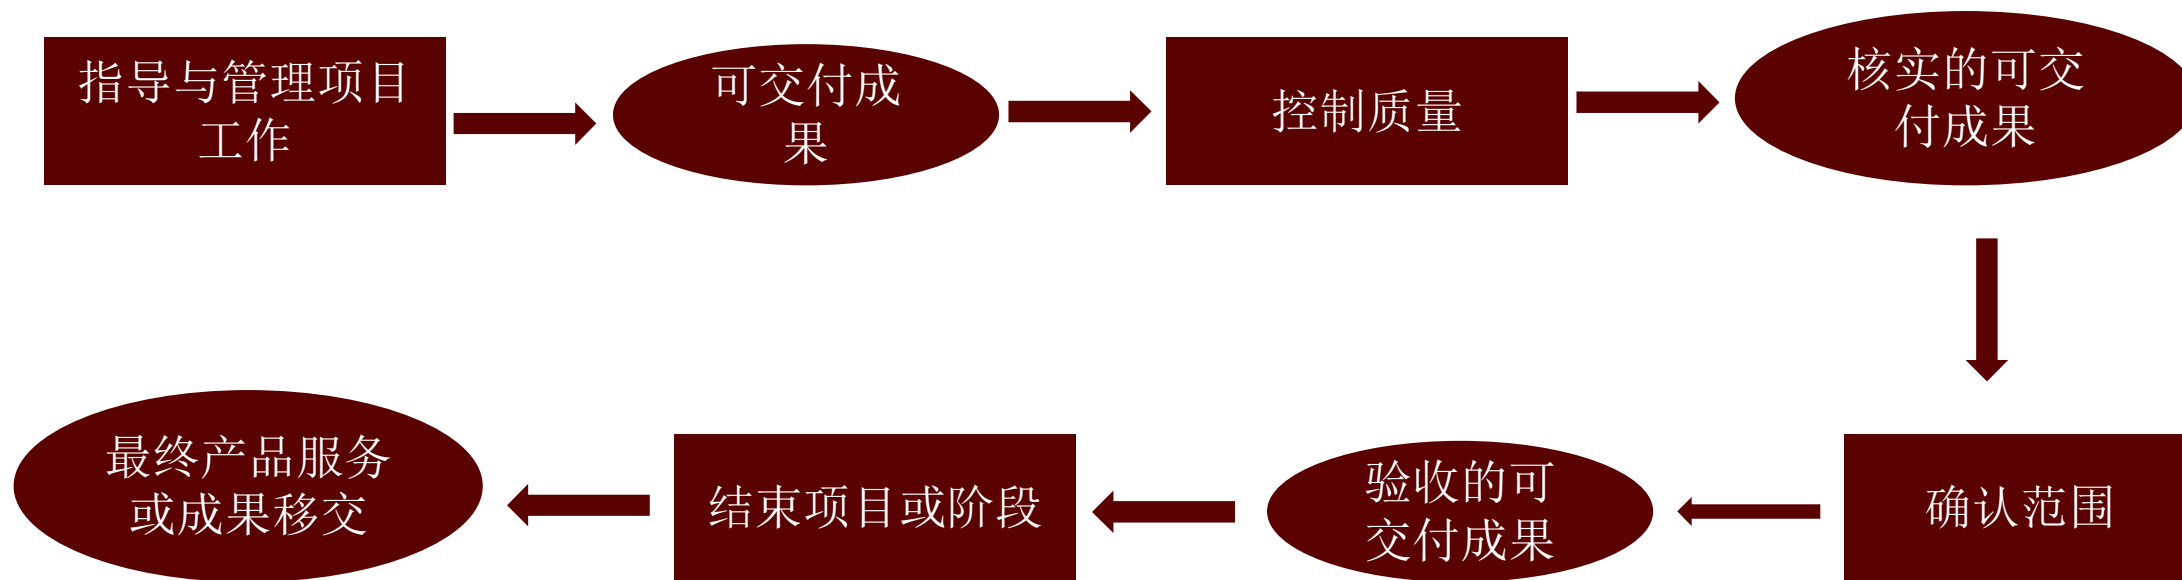 指导与管理项目
工作
可交付成
果
控制质量
核实的可交
付成果
确认范围
验收的可
交付成果
结束项目或阶段
最终产品服务
或成果移交